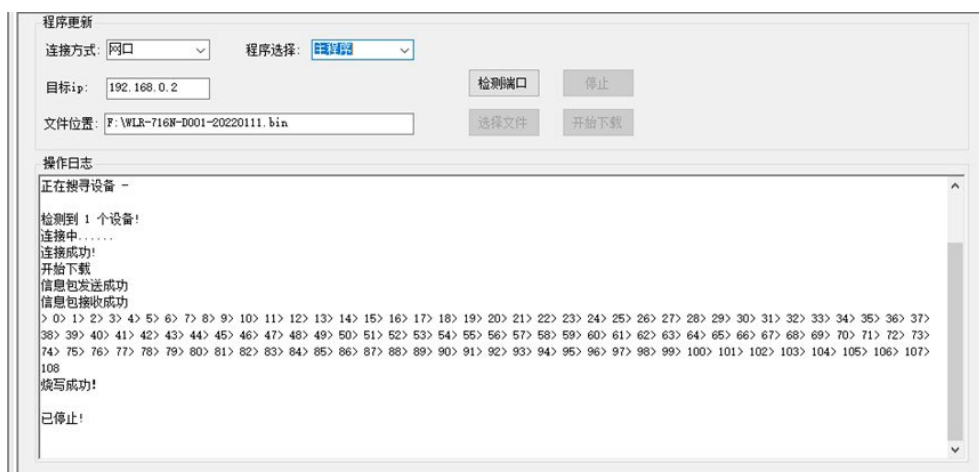 程序更新
连接方式: 网口 程序选择: 主程序
目标ip: 192.168.0.2 检测端口 停止
文件位置: F:\WLR-716N-D001-20220111.bin 选择文件 开始下载
操作日志
正在搜寻设备 -
检测到 1 个设备!
连接中......
连接成功!
开始下载
信息包发送成功
信息包接收成功
> 0> 1> 2> 3> 4> 5> 6> 7> 8> 9> 10> 11> 12> 13> 14> 15> 16> 17> 18> 19> 20> 21> 22> 23> 24> 25> 26> 27> 28> 29> 30> 31> 32> 33> 34> 35> 36> 37>
38> 39> 40> 41> 42> 43> 44> 45> 46> 47> 48> 49> 50> 51> 52> 53> 54> 55> 56> 57> 58> 59> 60> 61> 62> 63> 64> 65> 66> 67> 68> 69> 70> 71> 72> 73>
74> 75> 76> 77> 78> 79> 80> 81> 82> 83> 84> 85> 86> 87> 88> 89> 90> 91> 92> 93> 94> 95> 96> 97> 98> 99> 100> 101> 102> 103> 104> 105> 106> 107>
108
烧写成功!
已停止!